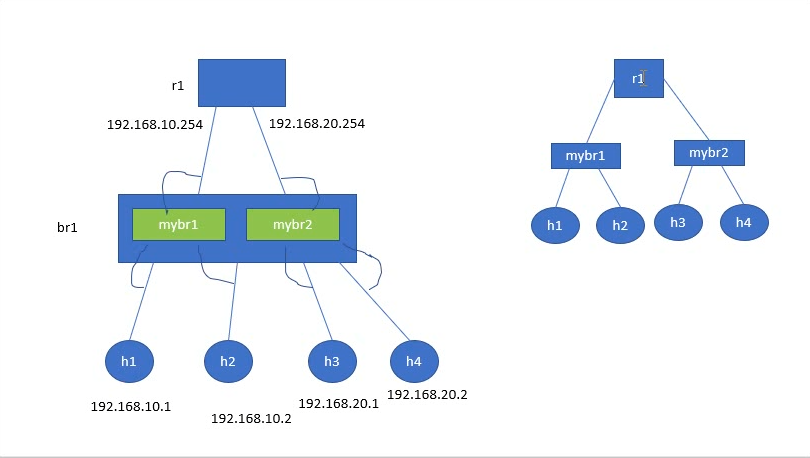 r1
192.168.10.254
192.168.20.254
br1
mybr1
mybr2
h1
h2
h3
h4
192.168.10.1
192.168.10.2
192.168.20.1
192.168.20.2
r1
mybr1
mybr2
h1
h2
h3
h4